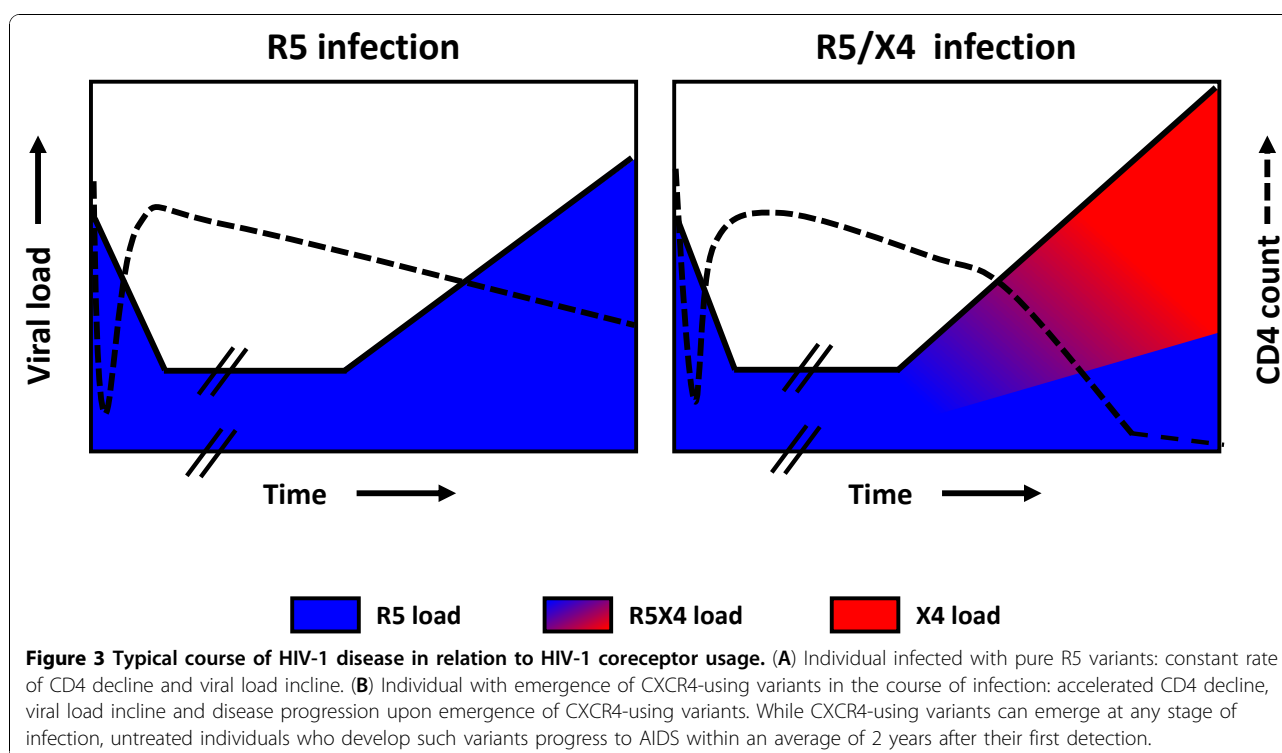 R5 infection
R5/X4 infection
Viral load
CD4 count
Time
Time
R5 load
R5X4 load
X4 load
Figure 3 Typical course of HIV-1 disease in relation to HIV-1 coreceptor usage. (A) Individual infected with pure R5 variants: constant rate
of CD4 decline and viral load incline. (B) Individual with emergence of CXCR4-using variants in the course of infection: accelerated CD4 decline,
viral load incline and disease progression upon emergence of CXCR4-using variants. While CXCR4-using variants can emerge at any stage of
infection, untreated individuals who develop such variants progress to AIDS within an average of 2 years after their first detection.